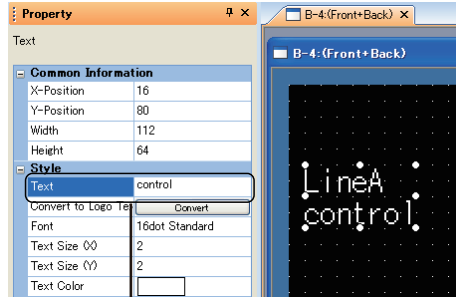 Property
Text
Common Information
X-Position 16
Y-Position 80
Width 112
Height 64
Style
Text control
Convert to Logo Te Convert
Font 16dot Standard
Text Size (X) 2
Text Size (Y) 2
Text Color
B-4:(Front+Back)
B-4:(Front+Back)
LineA
control